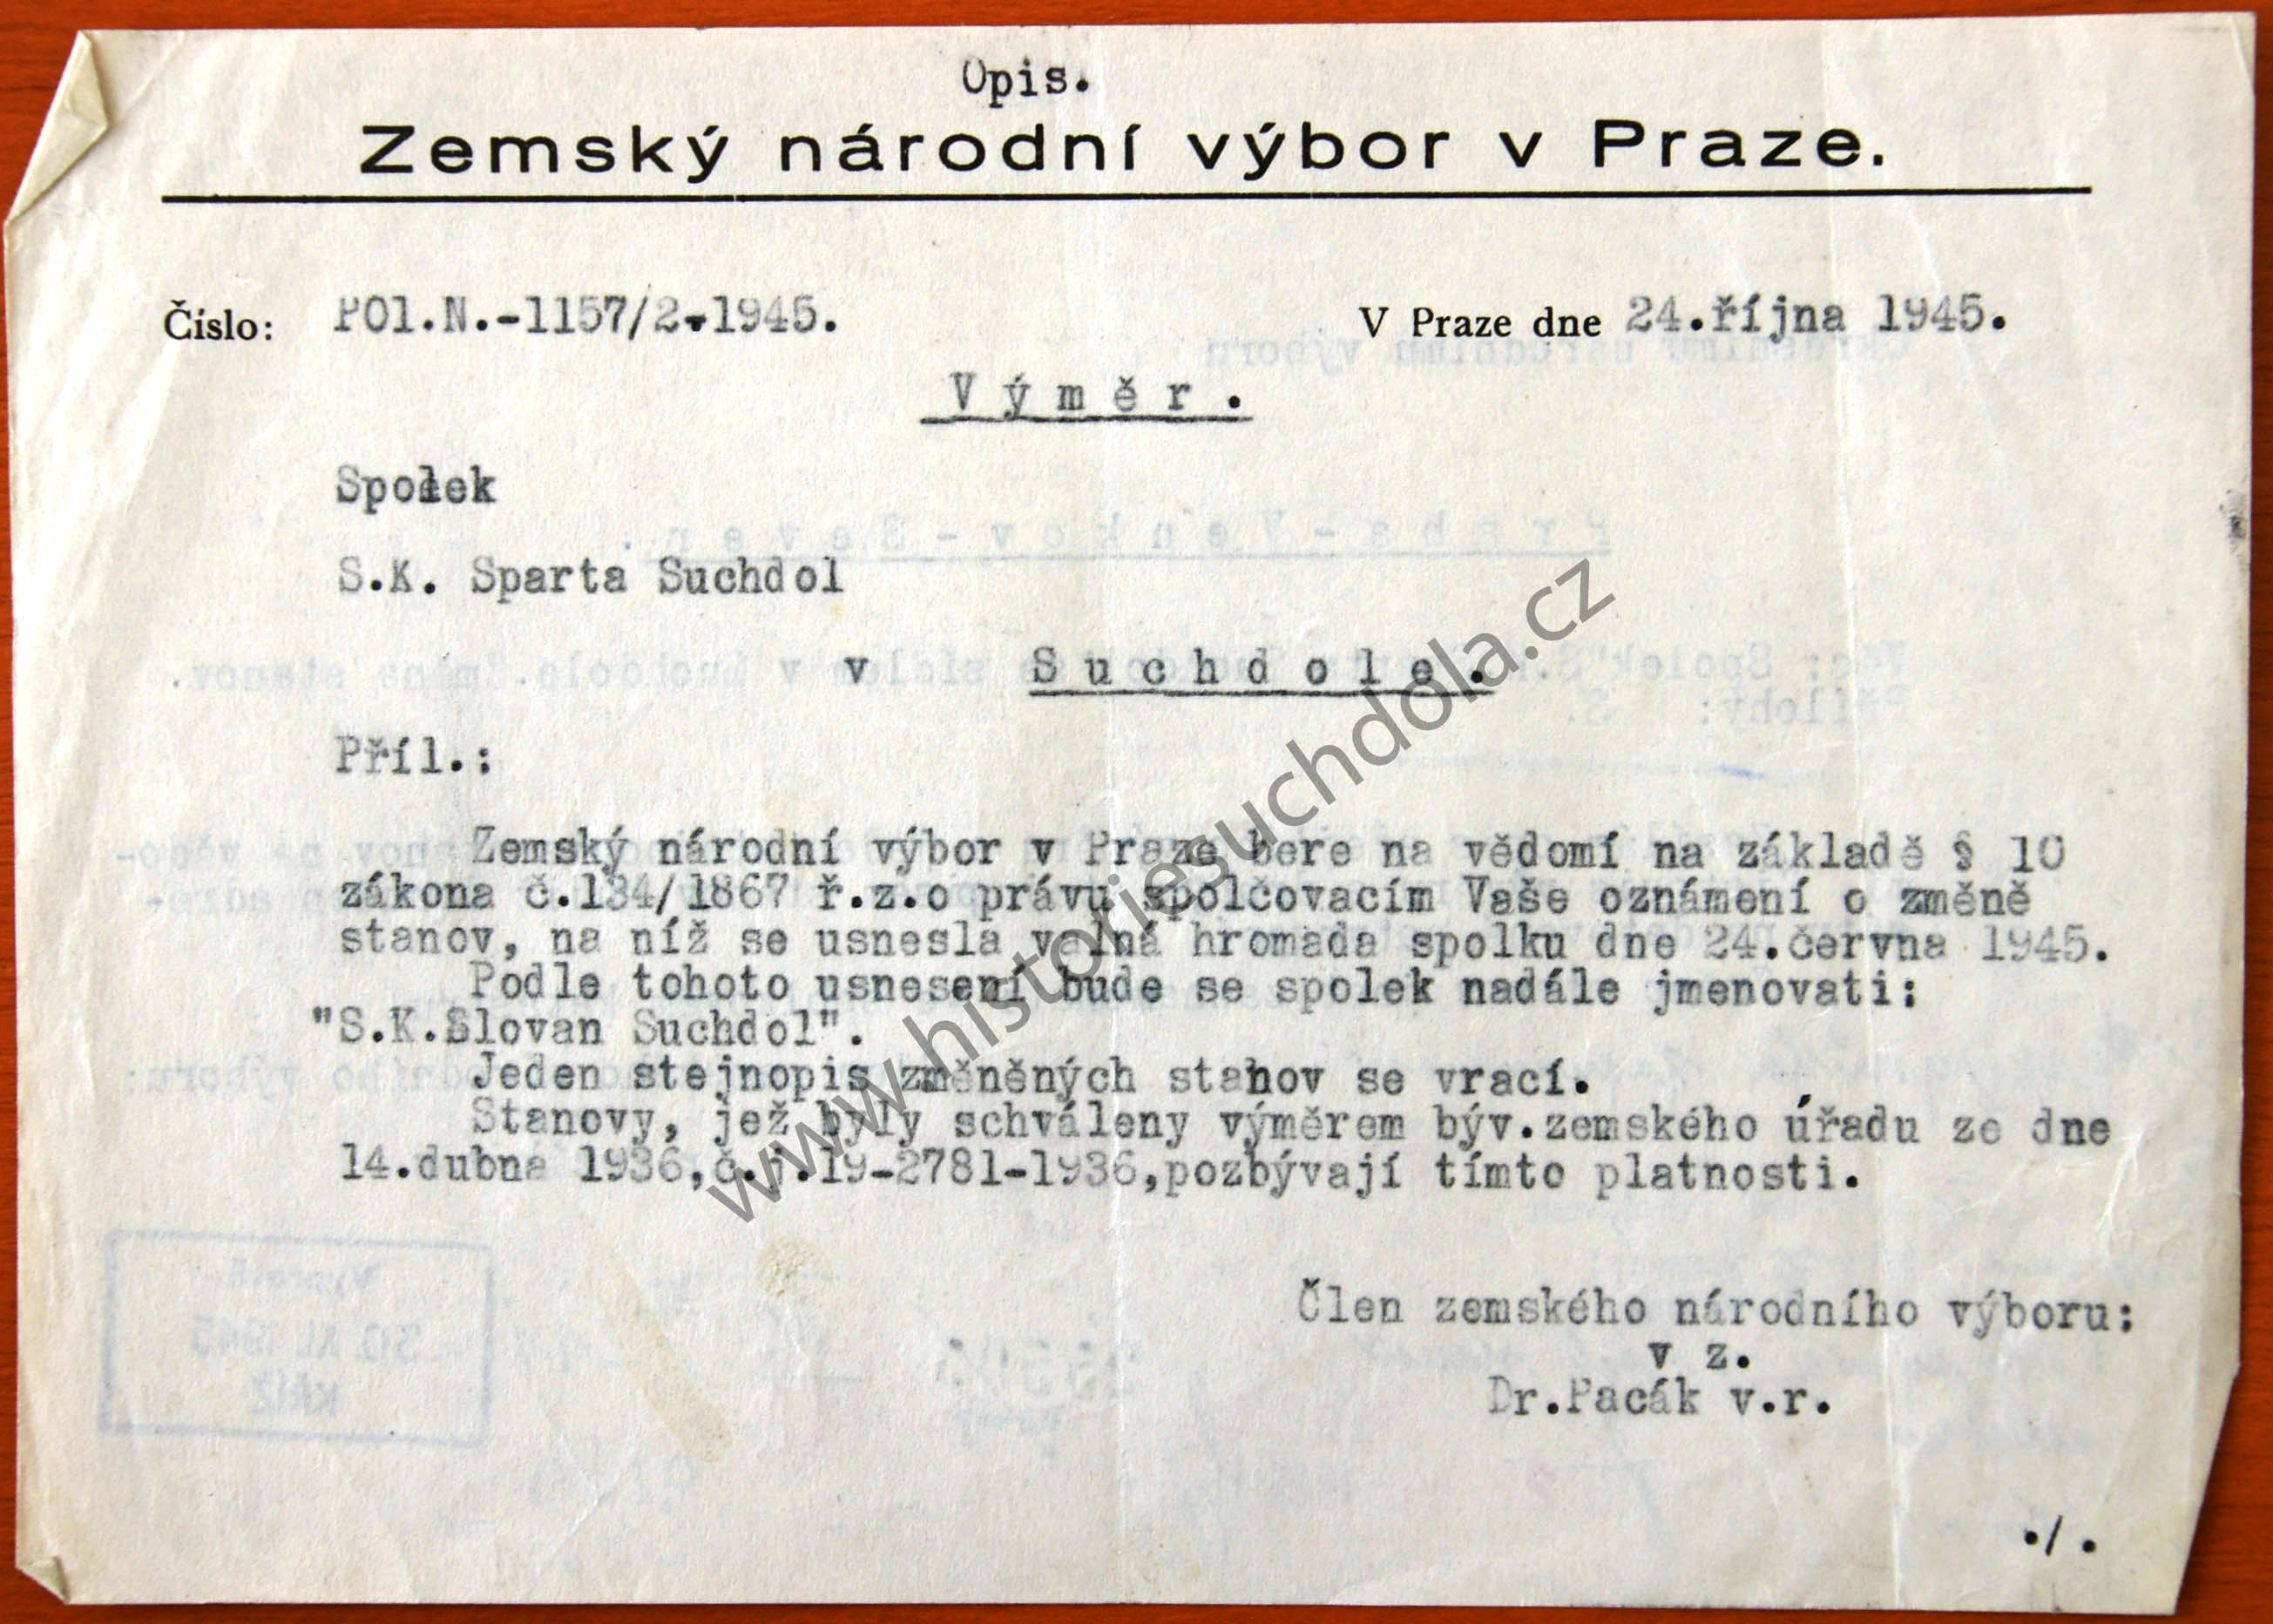 Opis.
Zemský národní výbor v Praze.
Číslo: POl.N.-1157/2-1945. V Praze dne 24.října 1945.
Výměr.
Spolek
S.K. Sparta Suchdol
v Suchdole.
Příl.:
Zemský národní výbor v Praze bere na vědomí na základě § 10
zákona č.134/1867 ř.z.o právu spolčovacím Vaše oznámení o změně
stanov, na níž se usnesla valná hromada spolku dne 24.června 1945.
Podle tohoto usnesení bude se spolek nadále jmenovati:
"S.K.Slovan Suchdol".
Jeden stejnopis změněných stanov se vrací.
Stanovy, jež byly schváleny výměrem býv.zemského úřadu ze dne
14.dubna 1936,č.j.19-2781-1936,pozbývají tímto platnosti.
Člen zemského národního výboru:
v z.
Dr.Pacák v.r.
./.
www.historiesuchdola.cz